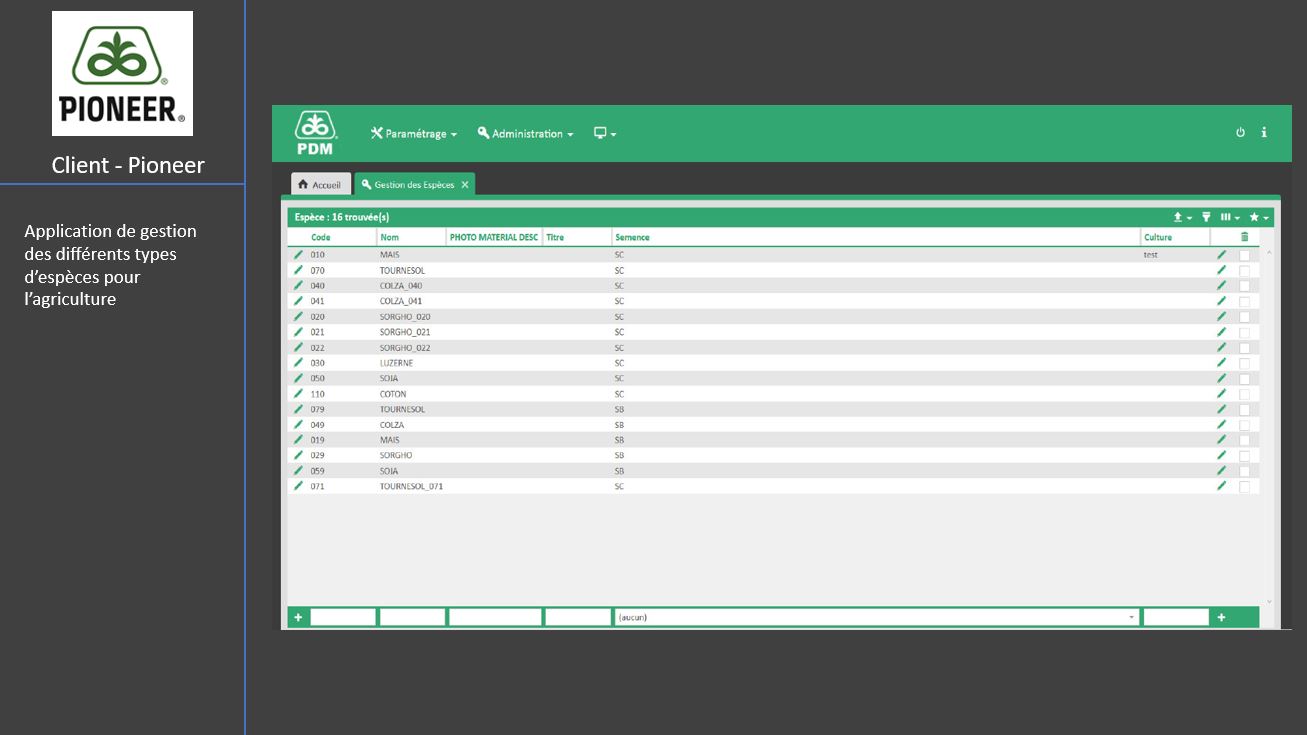 PIONEER®
Client - Pioneer
Application de gestion
des différents types
d’espèces pour
l’agriculture
PDM
Paramétrage
Administration
Accueil
Gestion des Espèces
Espèce : 16 trouvée(s)
Code Nom PHOTO MATERIAL DESC Titre Semence Culture
010 MAIS SC test
070 TOURNESOL SC
040 COLZA_040 SC
041 COLZA_041 SC
020 SORGHO_020 SC
021 SORGHO_021 SC
022 SORGHO_022 SC
030 LUZERNE SC
050 SOJA SC
110 COTON SC
079 TOURNESOL SB
049 COLZA SB
019 MAIS SB
029 SORGHO SB
059 SOJA SB
071 TOURNESOL_071 SC
(aucun)